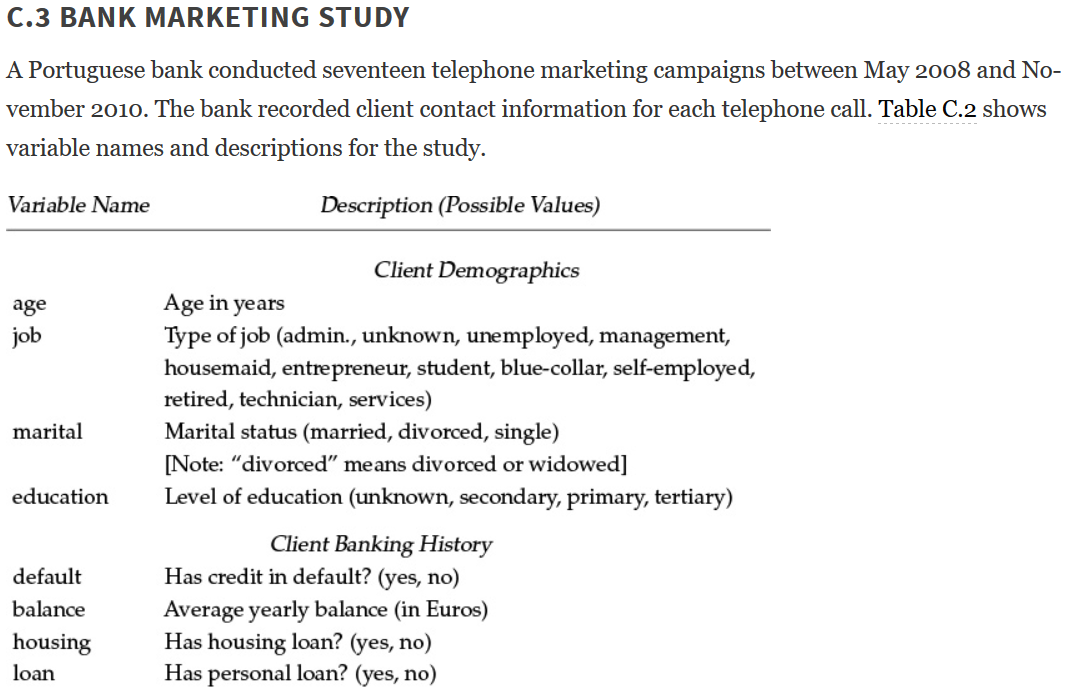 C.3 BANK MARKETING STUDY
A Portuguese bank conducted seventeen telephone marketing campaigns between May 2008 and No-
vember 2010. The bank recorded client contact information for each telephone call. Table C.2 shows
variable names and descriptions for the study.
Variable Name Description (Possible Values)
Client Demographics
age Age in years
job Type of job (admin., unknown, unemployed, management,
housemaid, entrepreneur, student, blue-collar, self-employed,
retired, technician, services)
marital Marital status (married, divorced, single)
[Note: “divorced” means divorced or widowed]
education Level of education (unknown, secondary, primary, tertiary)
Client Banking History
default Has credit in default? (yes, no)
balance Average yearly balance (in Euros)
housing Has housing loan? (yes, no)
loan Has personal loan? (yes, no)